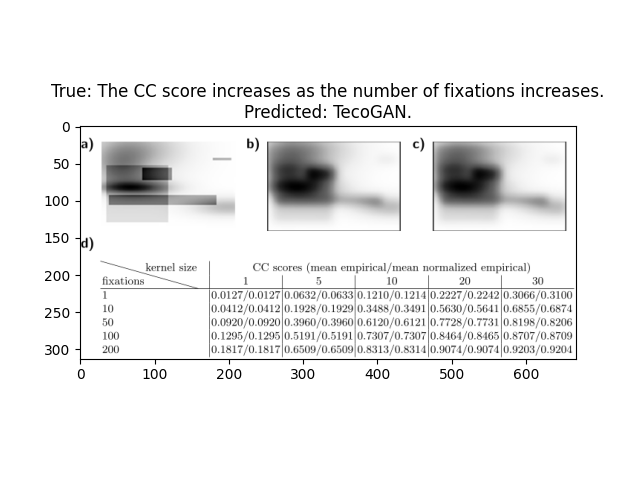 True: The CC score increases as the number of fixations increases.
Predicted: TecoGAN.
0
50
100
150
200
250
300
a) b) c)
d)
kernel size CC scores (mean empirical/mean normalized empirical)
fixations 1 5 10 20 30
1 0.0127/0.0127 0.0632/0.0633 0.1210/0.1214 0.2227/0.2242 0.3066/0.3100
10 0.0412/0.0412 0.1928/0.1929 0.3488/0.3491 0.5630/0.5641 0.6855/0.6874
50 0.0920/0.0920 0.3960/0.3960 0.6120/0.6121 0.7728/0.7731 0.8198/0.8206
100 0.1295/0.1295 0.5191/0.5191 0.7307/0.7307 0.8464/0.8465 0.8707/0.8709
200 0.1817/0.1817 0.6509/0.6509 0.8313/0.8314 0.9074/0.9074 0.9203/0.9204
0 100 200 300 400 500 600